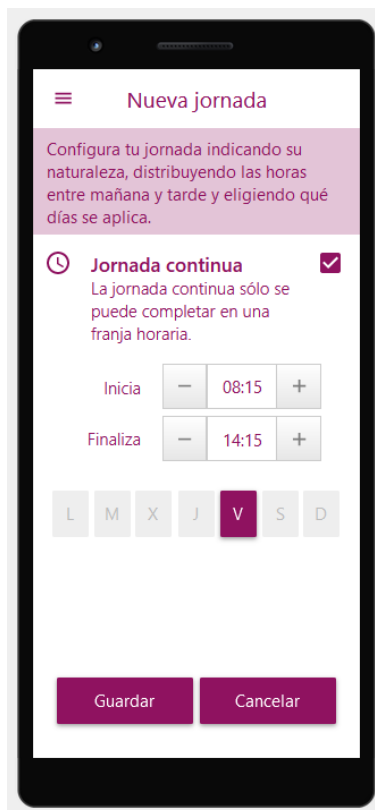 Nueva jornada
Configura tu jornada indicando su
naturaleza, distribuyendo las horas
entre mañana y tarde y eligiendo qué
días se aplica.
Jornada continua
La jornada continua sólo se
puede completar en una
franja horaria.
Inicia − 08:15 +
Finaliza − 14:15 +
L M X J V S D
Guardar Cancelar